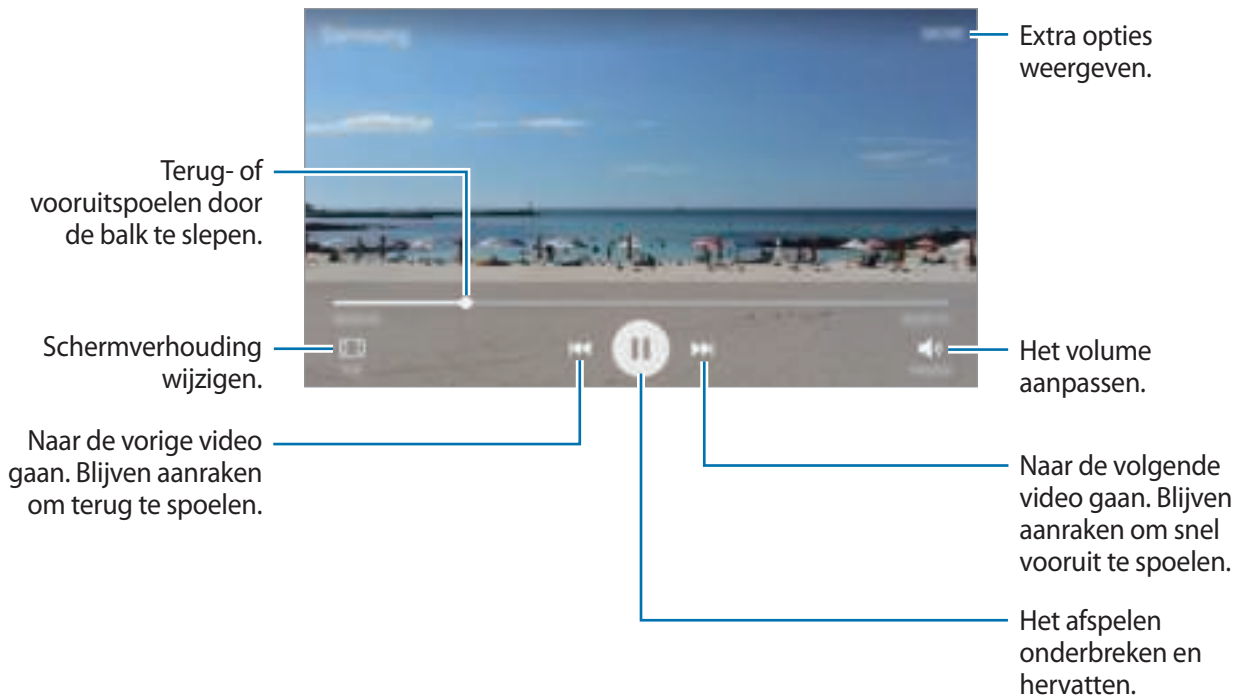 Extra opties
weergeven.
Terug- of
vooruitspoelen door
de balk te slepen.
Schermverhouding
wijzigen.
Het volume
aanpassen.
Naar de vorige video
gaan. Blijven aanraken
om terug te spoelen.
Naar de volgende
video gaan. Blijven
aanraken om snel
vooruit te spoelen.
Het afspelen
onderbreken en
hervatten.